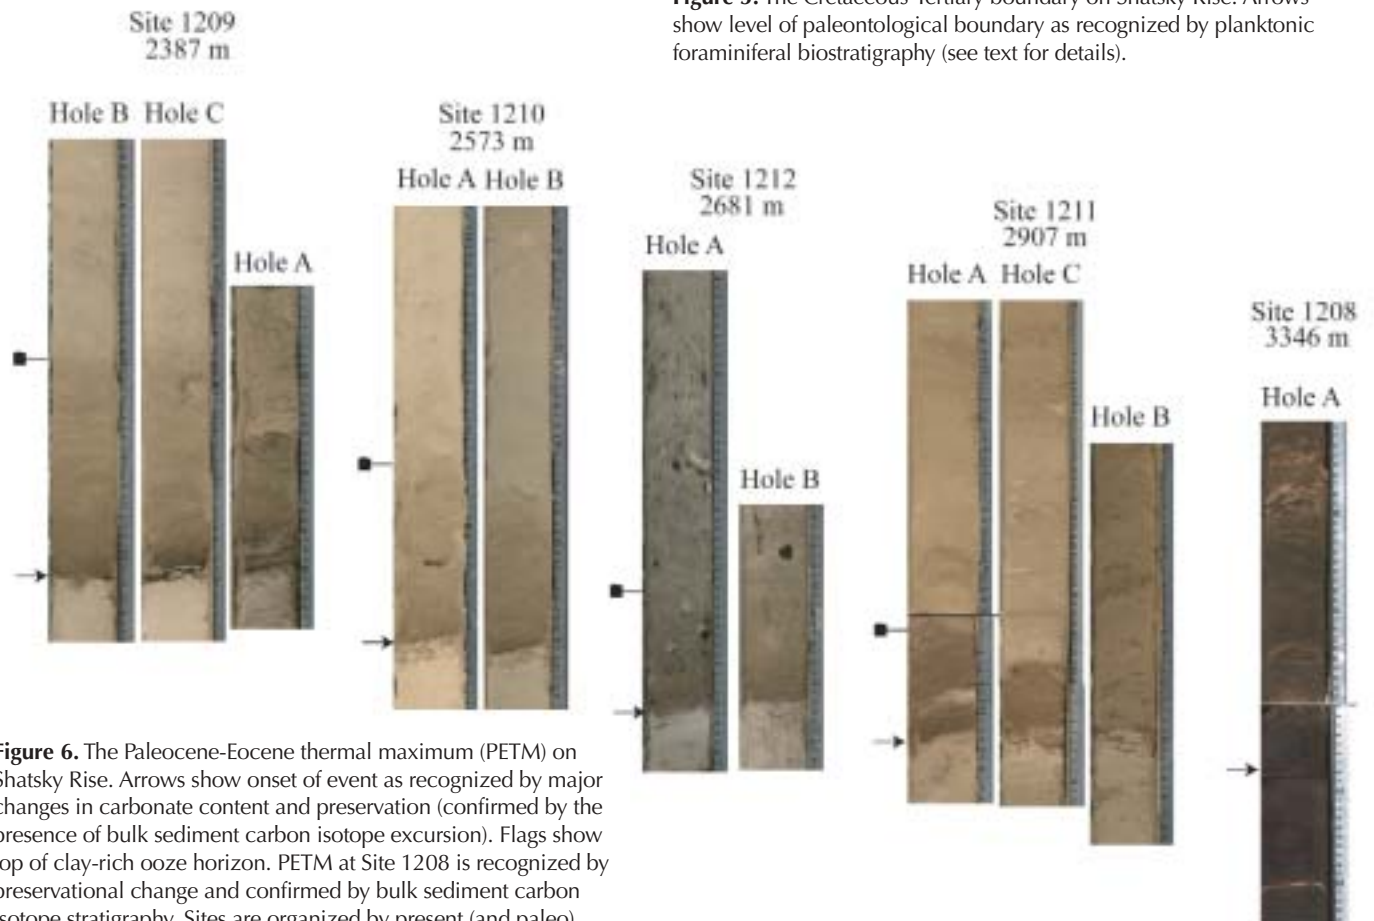 Figure 5. The Cretaceous-Tertiary boundary on Shatsky Rise. Arrows
show level of paleontological boundary as recognized by planktonic
foraminiferal biostratigraphy (see text for details).
Site 1209
2387 m
Hole B Hole C
Hole A
Site 1210
2573 m
Hole A Hole B
Site 1212
2681 m
Hole A
Hole B
Site 1211
2907 m
Hole A Hole C
Hole B
Site 1208
3346 m
Hole A
Figure 6. The Paleocene-Eocene thermal maximum (PETM) on
Shatsky Rise. Arrows show onset of event as recognized by major
changes in carbonate content and preservation (confirmed by the
presence of bulk sediment carbon isotope excursion). Flags show
top of clay-rich ooze horizon. PETM at Site 1208 is recognized by
preservational change and confirmed by bulk sediment carbon
isotope stratigraphy. Sites are organized by present (and paleo)